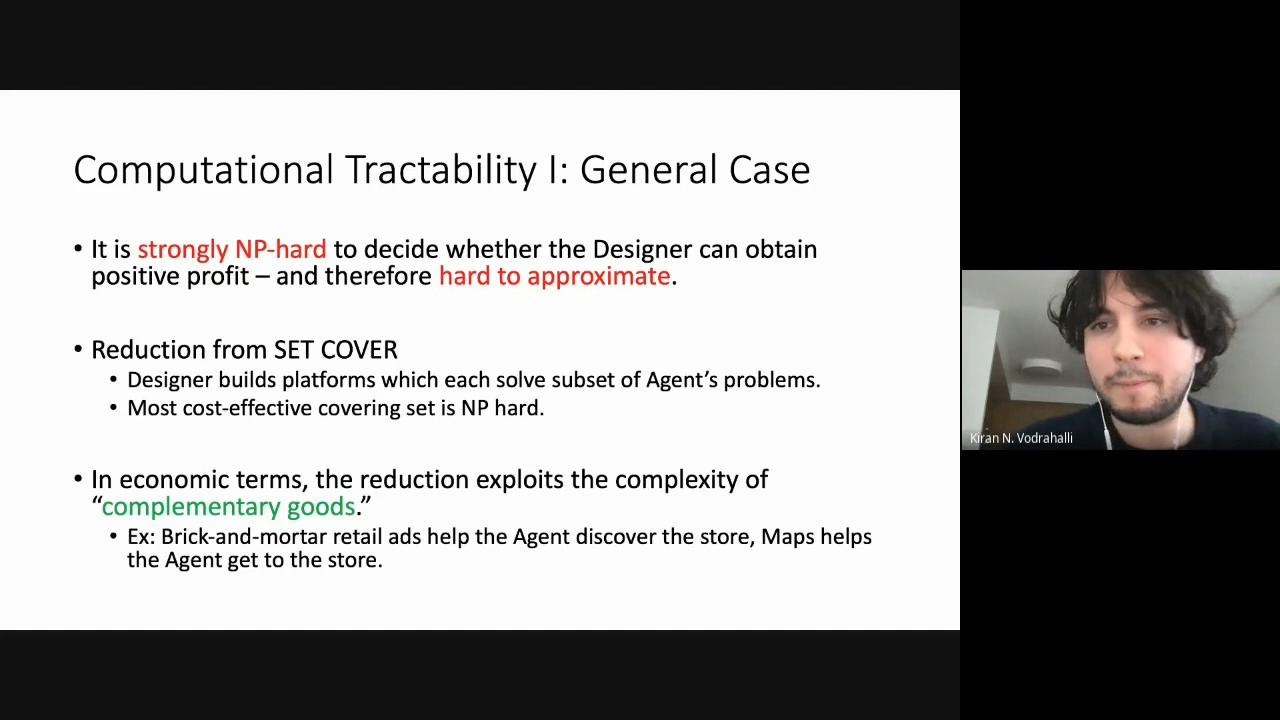 Computational Tractability I: General Case
• It is strongly NP-hard to decide whether the Designer can obtain
positive profit – and therefore hard to approximate.
• Reduction from SET COVER
• Designer builds platforms which each solve subset of Agent's problems.
• Most cost-effective covering set is NP hard.
• In economic terms, the reduction exploits the complexity of
“complementary goods.”
• Ex: Brick-and-mortar retail ads help the Agent discover the store, Maps helps
the Agent get to the store.
Kiran N. Vodrahalli